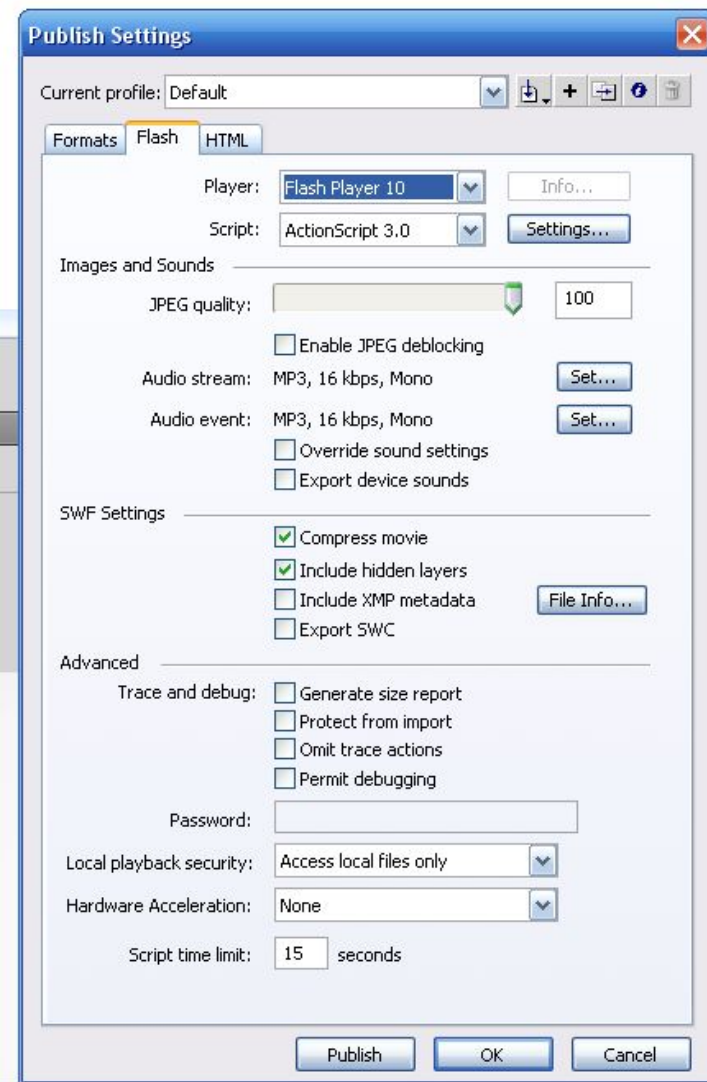 Publish Settings
Current profile: Default
Formats Flash HTML
Player: Flash Player 10 Info...
Script: ActionScript 3.0 Settings...
Images and Sounds
JPEG quality: 100
Enable JPEG deblocking
Audio stream: MP3, 16 kbps, Mono Set...
Audio event: MP3, 16 kbps, Mono Set...
Override sound settings
Export device sounds
SWF Settings
Compress movie
Include hidden layers
Include XMP metadata File Info...
Export SWC
Advanced
Trace and debug: Generate size report
Protect from import
Omit trace actions
Permit debugging
Password:
Local playback security: Access local files only
Hardware Acceleration: None
Script time limit: 15 seconds
Publish OK Cancel